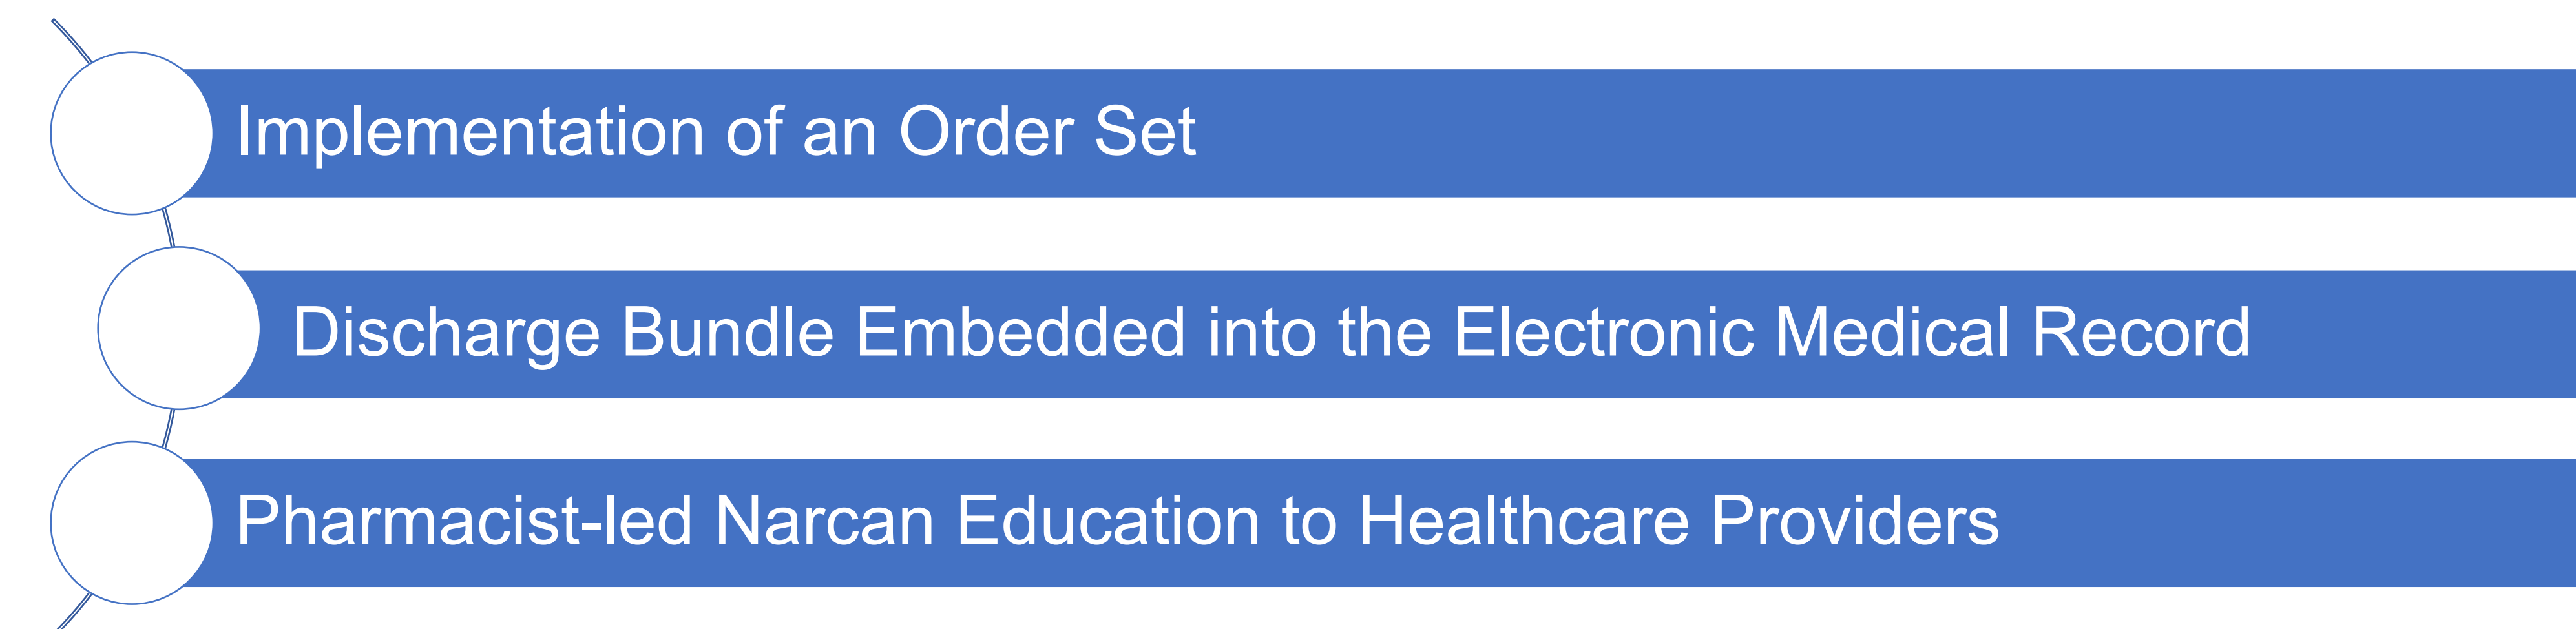 Implementation of an Order Set
Discharge Bundle Embedded into the Electronic Medical Record
Pharmacist-led Narcan Education to Healthcare Providers